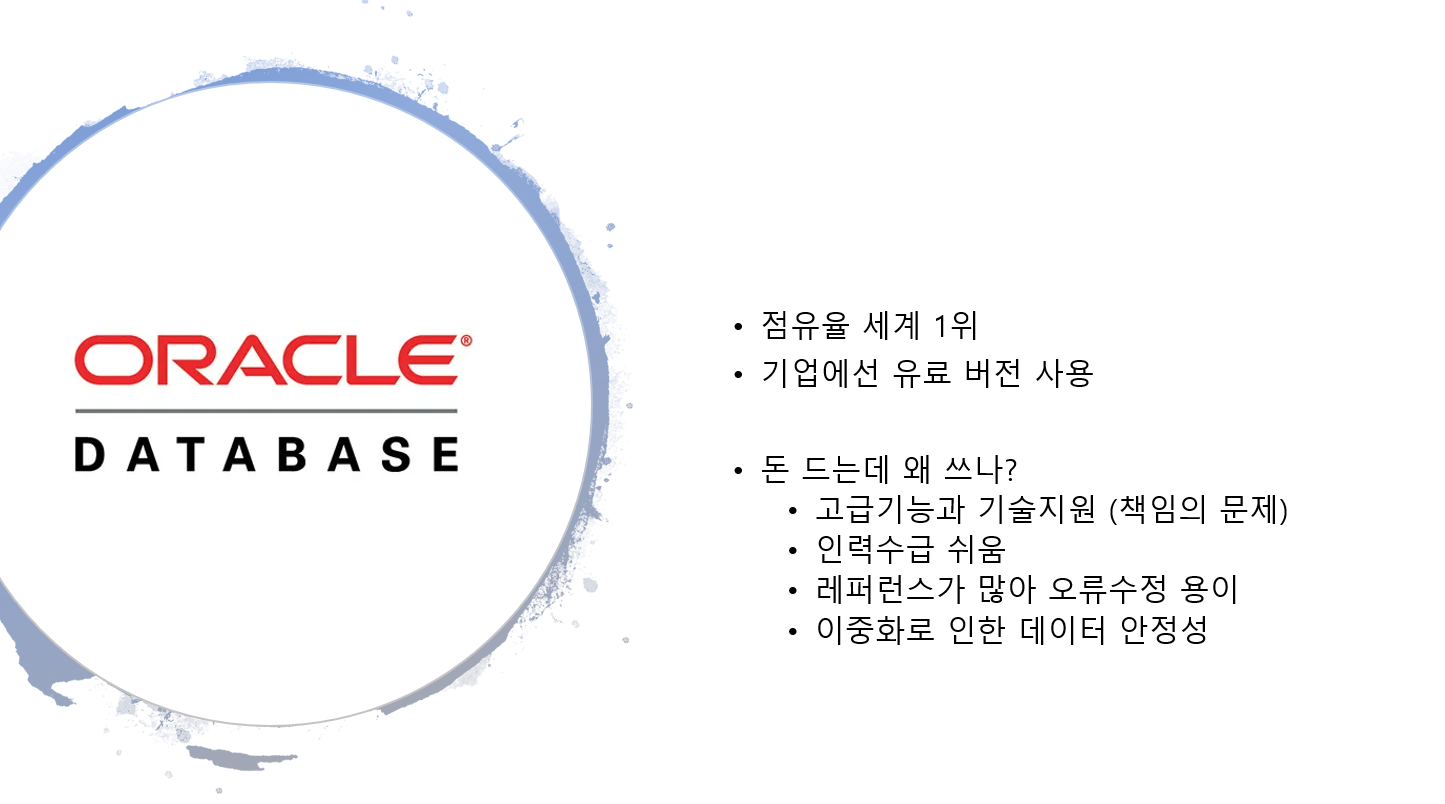 ORACLE®
DATABASE
• 점유율 세계 1위
• 기업에선 유료 버전 사용
• 돈 드는데 왜 쓰나?
• 고급기능과 기술지원 (책임의 문제)
• 인력수급 쉬움
• 레퍼런스가 많아 오류수정 용이
• 이중화로 인한 데이터 안정성